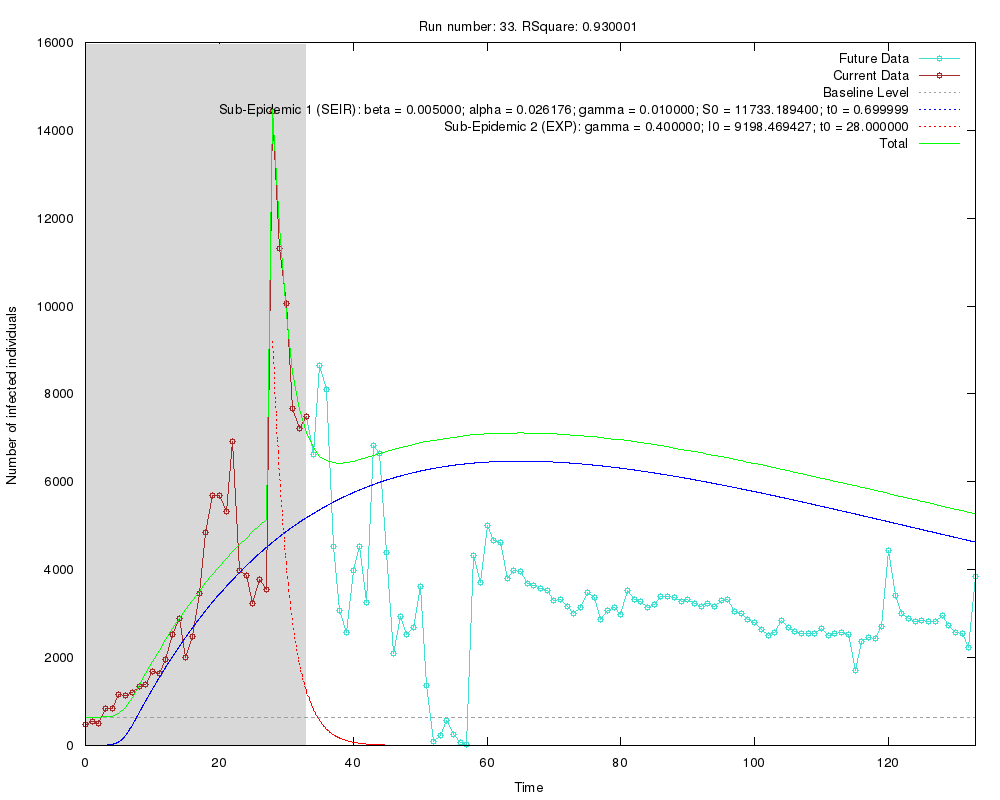 Run number: 33. RSquare: 0.930001
Future Data
Current Data
Baseline Level
Sub-Epidemic 1 (SEIR): beta = 0.005000; alpha = 0.026176; gamma = 0.010000; S0 = 11733.189400; t0 = 0.699999
Sub-Epidemic 2 (EXP): gamma = 0.400000; I0 = 9198.469427; t0 = 28.000000
Total
16000
14000
12000
10000
8000
6000
4000
2000
0
Number of infected individuals
0 20 40 60 80 100 120
Time